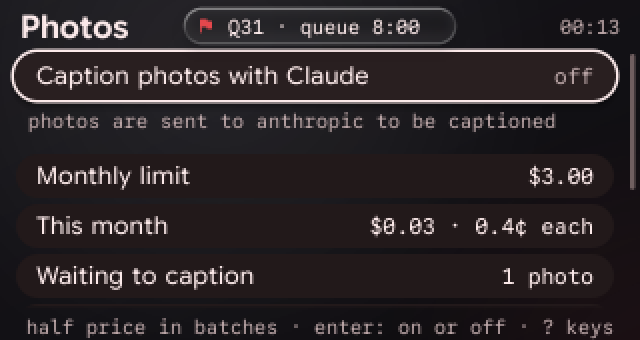 Photos
Q31 · queue 8:00
00:13
Caption photos with Claude off
photos are sent to anthropic to be captioned
Monthly limit $3.00
This month $0.03 · 0.4¢ each
Waiting to caption 1 photo
half price in batches · enter: on or off · ? keys